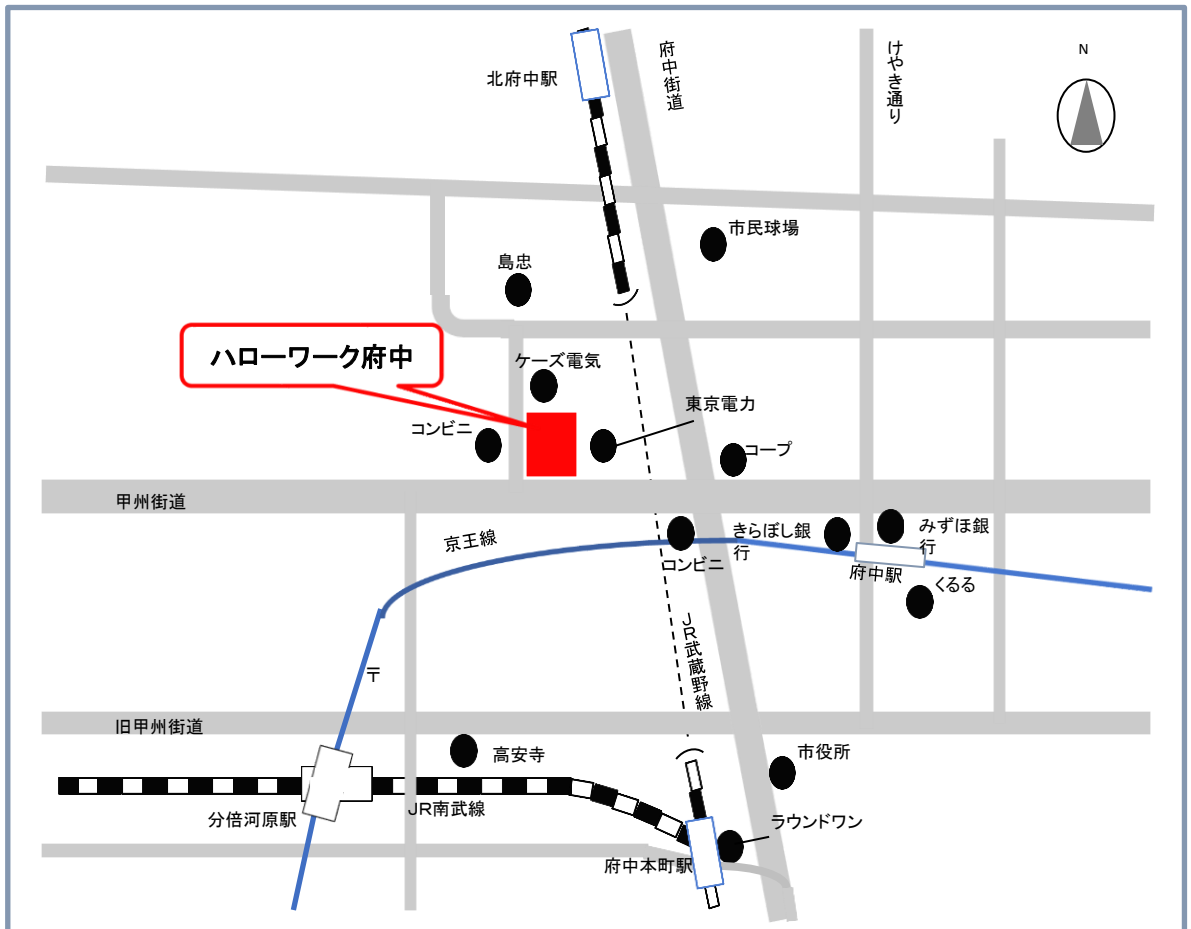 N
府中街道
けやき通り
北府中駅
市民球場
島忠
ハローワーク府中
ケーズ電気
東京電力
コンビニ
コープ
甲州街道
京王線
きらぼし銀
行
みずほ銀
行
コンビニ
府中駅
くるる
JR武蔵野線
〒
旧甲州街道
高安寺
市役所
JR南武線
分倍河原駅
ラウンドワン
府中本町駅